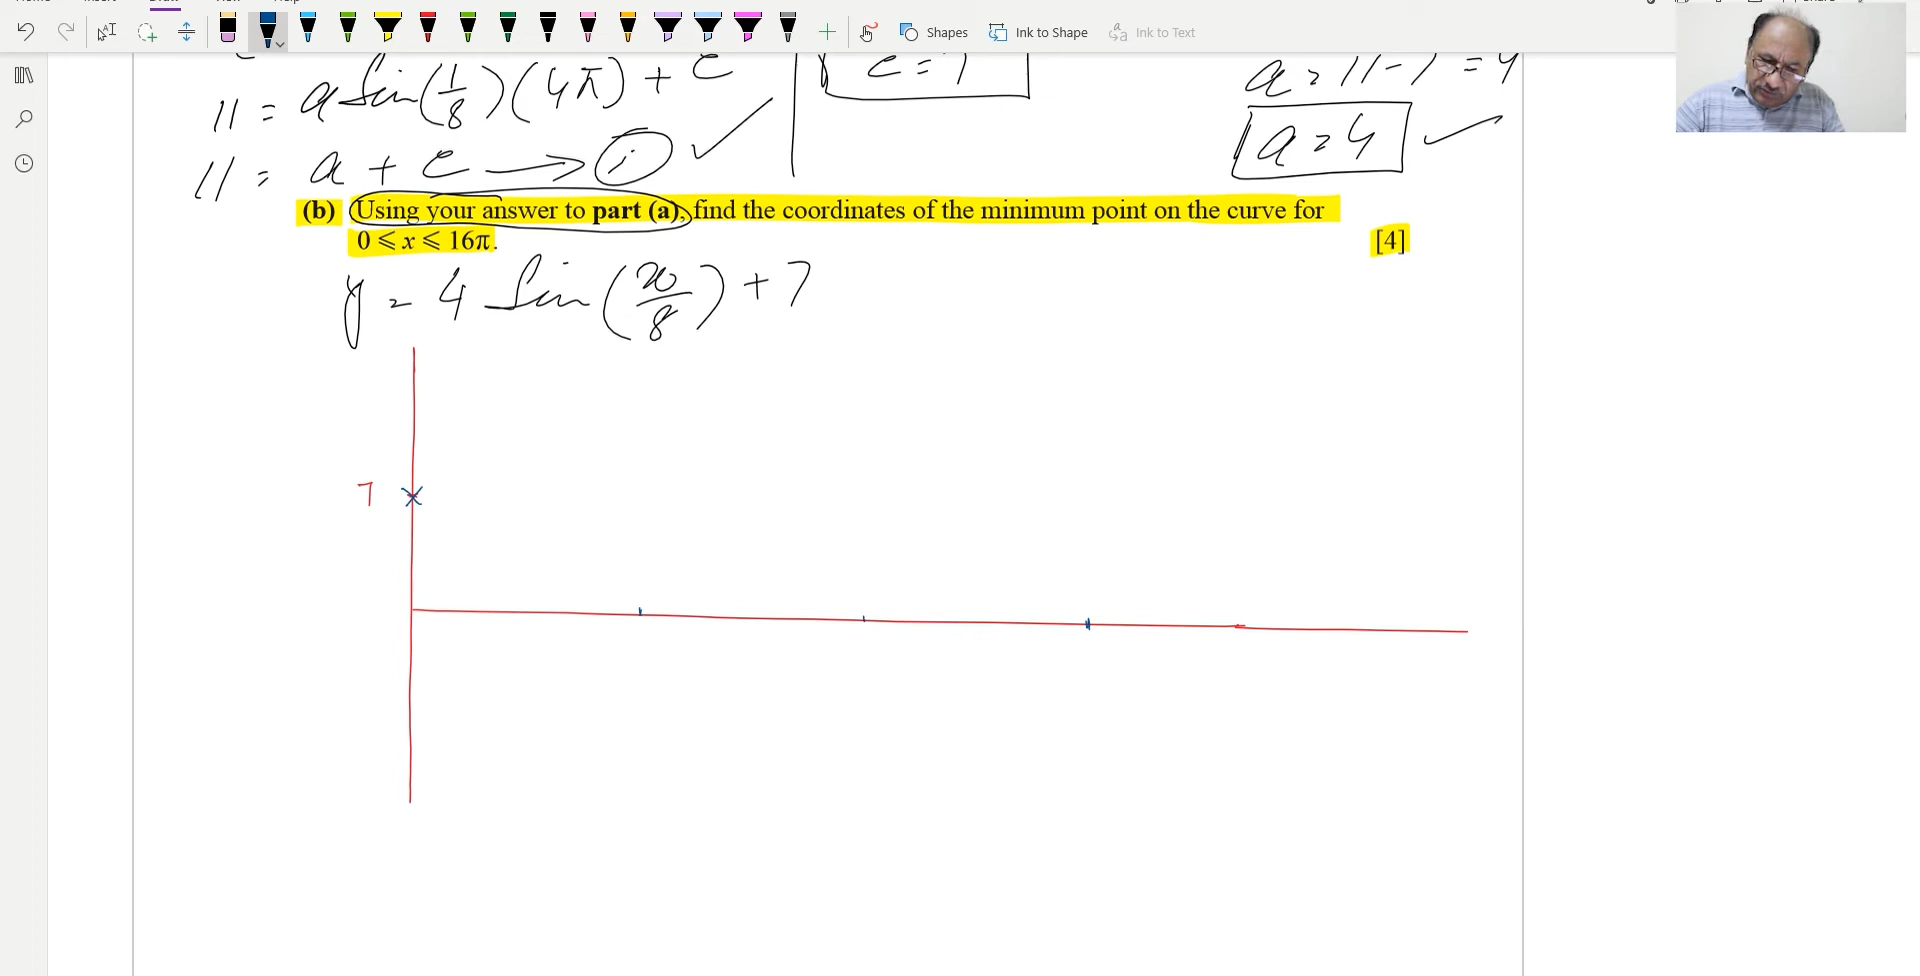 Shapes Ink to Shape Ink to Text
11 = a sin(1/8)(4π) + c
c = 7
a = 11 - 7 = 4
11 = a + c → (i) ✓
a = 4 ✓
(b) Using your answer to part (a), find the coordinates of the minimum point on the curve for
0 ⩽ x ⩽ 16π. [4]
y = 4 sin(x/8) + 7
7